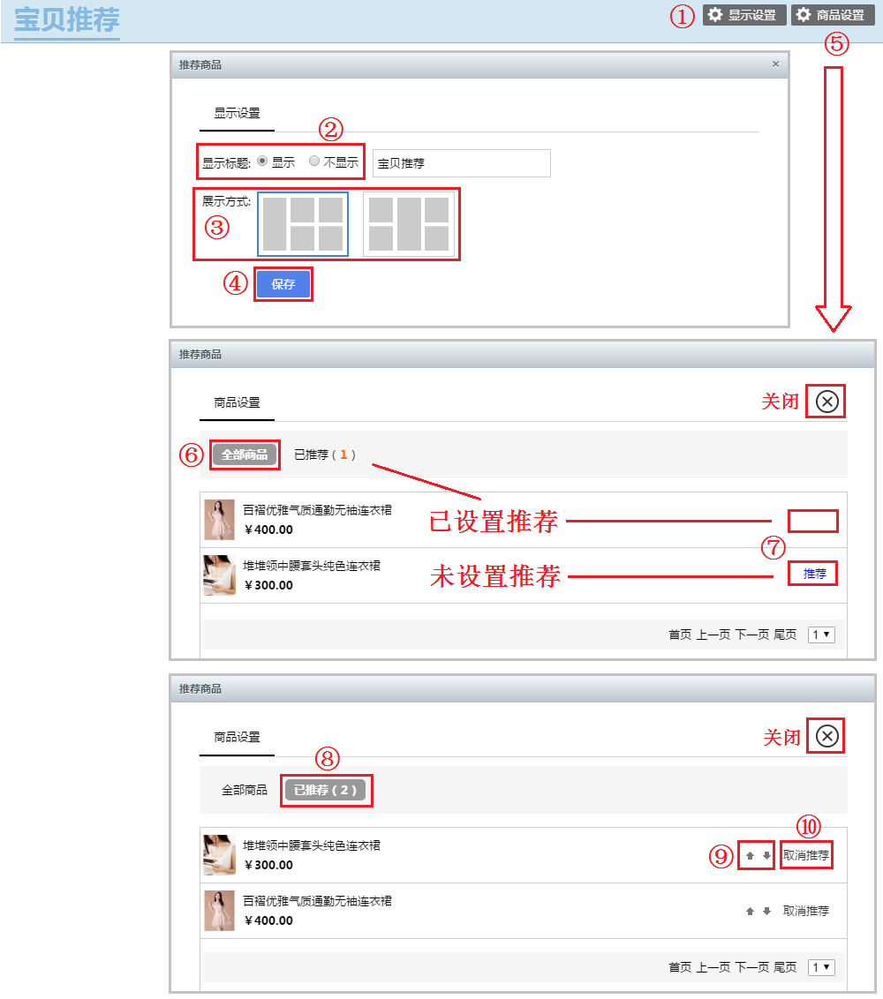 宝贝推荐
① 显示设置 商品设置
⑤
推荐商品 ×
显示设置
②
显示标题: 显示 不显示 宝贝推荐
展示方式:
③
④ 保存
推荐商品
商品设置 关闭
⑥ 全部商品 已推荐 ( 1 )
百褶优雅气质通勤无袖连衣裙
￥400.00
已设置推荐
⑦
堆堆领中腰套头纯色连衣裙
￥300.00
未设置推荐 推荐
首页 上一页 下一页 尾页 1
推荐商品
商品设置 关闭
⑧
全部商品 已推荐 ( 2 )
⑩
堆堆领中腰套头纯色连衣裙
￥300.00
⑨ 取消推荐
百褶优雅气质通勤无袖连衣裙
￥400.00
取消推荐
首页 上一页 下一页 尾页 1